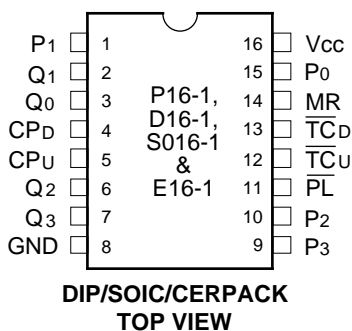 P1 1 16 Vcc
Q1 2 15 P0
Q0 3 P16-1, 14 MR
CPD 4 D16-1, 13 TCD
CPU 5 S016-1 & 12 TCU
Q2 6 E16-1 11 PL
Q3 7 10 P2
GND 8 9 P3
DIP/SOIC/CERPACK
TOP VIEW